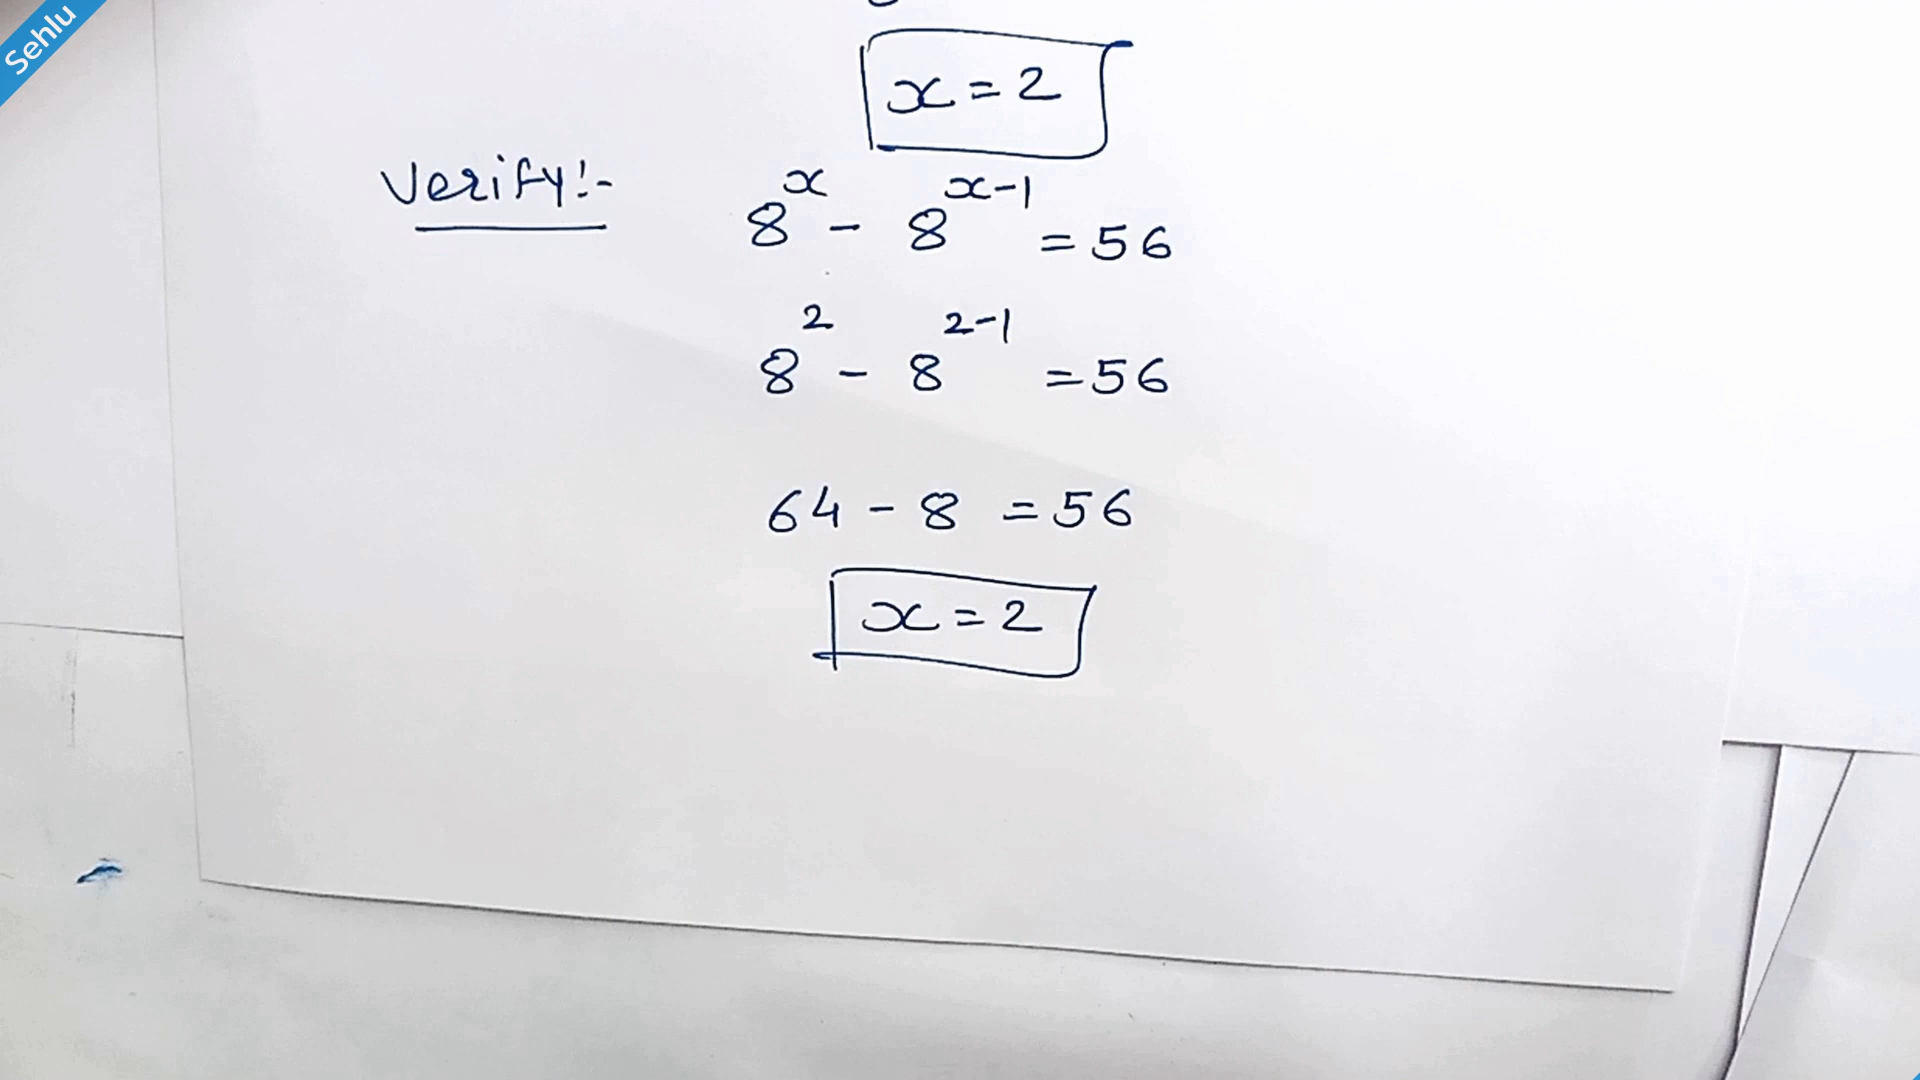 Sehlu
x = 2
Verify:-
8^x - 8^(x-1) = 56
8^2 - 8^(2-1) = 56
64 - 8 = 56
x = 2